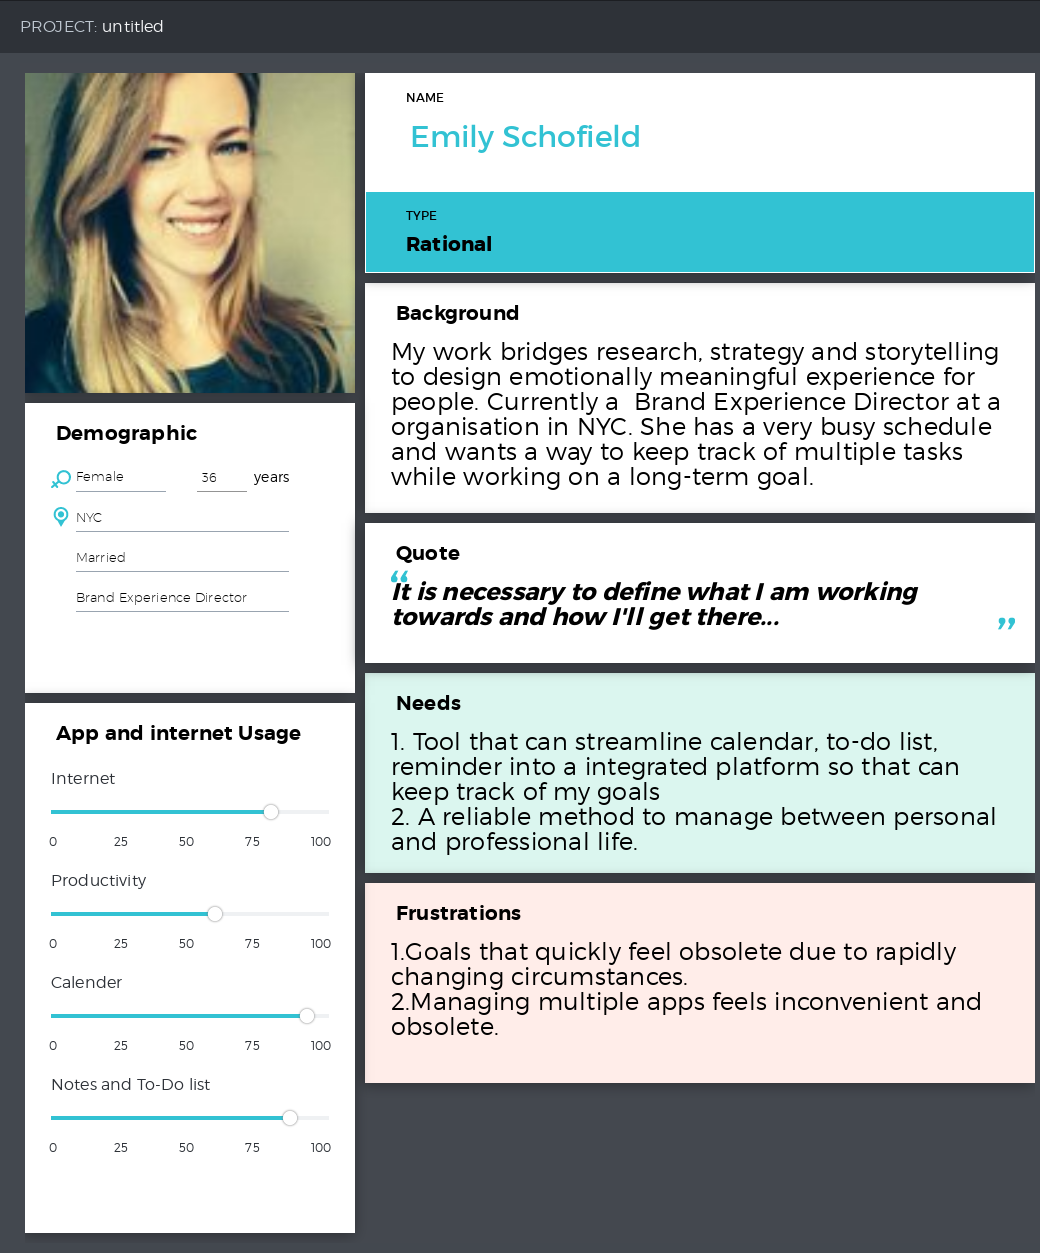 PROJECT: untitled
NAME
Emily Schofield
TYPE
Rational
Background
My work bridges research, strategy and storytelling
to design emotionally meaningful experience for
people. Currently a  Brand Experience Director at a
organisation in NYC. She has a very busy schedule
and wants a way to keep track of multiple tasks
while working on a long-term goal.
Demographic
Female 36 years
NYC
Married
Brand Experience Director
Quote
“
It is necessary to define what I am working
towards and how I'll get there...
”
Needs
1. Tool that can streamline calendar, to-do list,
reminder into a integrated platform so that can
keep track of my goals
2. A reliable method to manage between personal
and professional life.
App and internet Usage
Internet
0 25 50 75 100
Productivity
0 25 50 75 100
Calender
0 25 50 75 100
Notes and To-Do list
0 25 50 75 100
Frustrations
1.Goals that quickly feel obsolete due to rapidly
changing circumstances.
2.Managing multiple apps feels inconvenient and
obsolete.